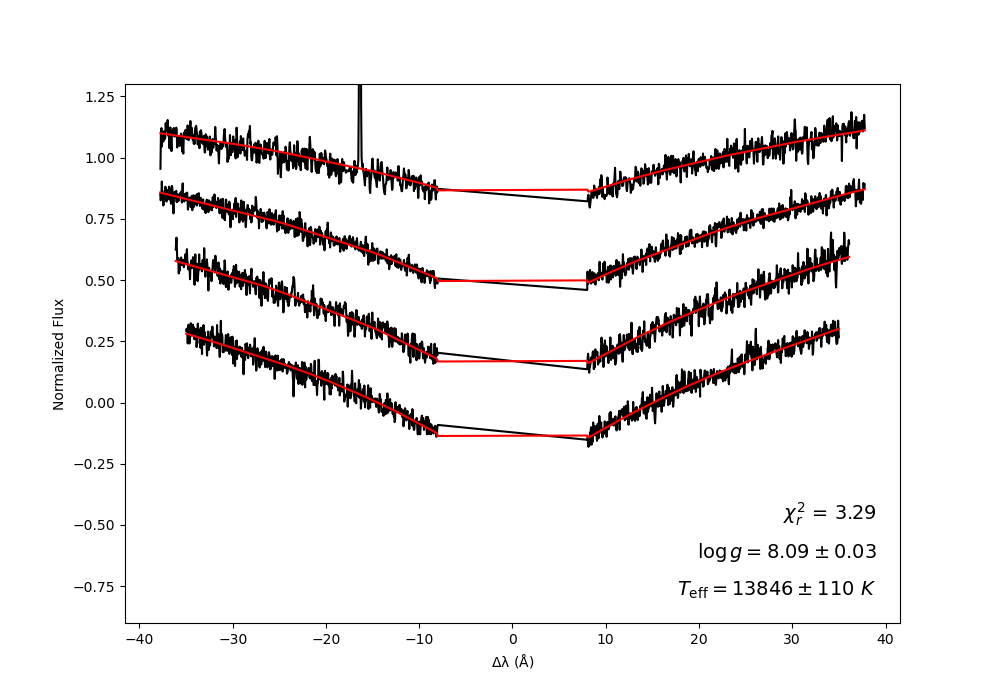 1.25
1.00
0.75
0.50
0.25
0.00
−0.25
−0.50
−0.75
Normalized Flux
χ²ᵣ = 3.29
log g = 8.09 ± 0.03
T_eff = 13846 ± 110 K
−40 −30 −20 −10 0 10 20 30 40
Δλ (Å)